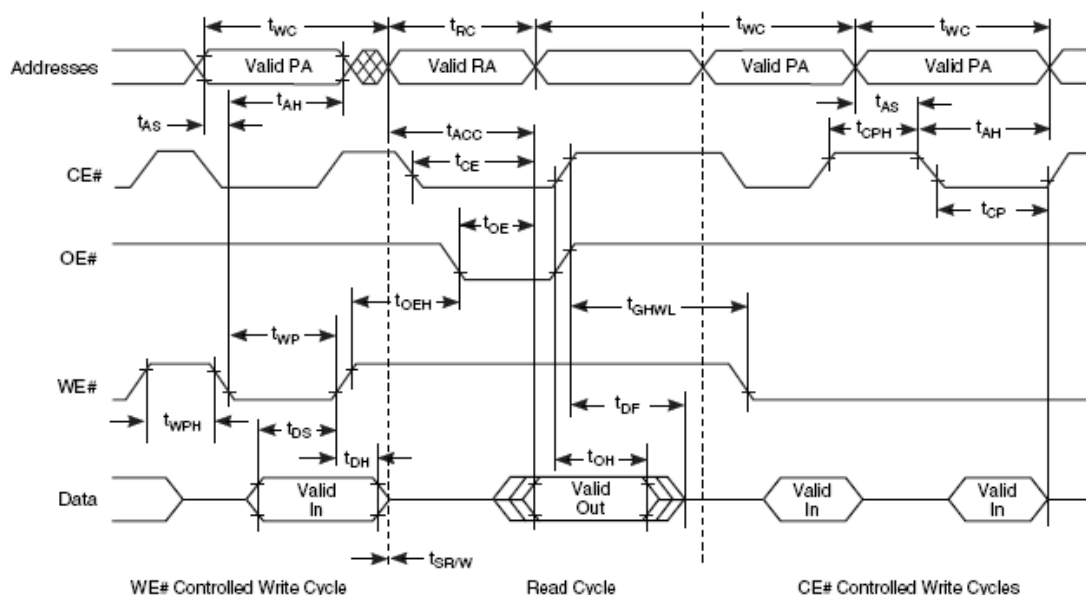 tWC tRC tWC tWC
Addresses Valid PA Valid RA Valid PA Valid PA
tAH tAS
tAS tACC tCPH tAH
CE# tCE
tCP
tOE
OE#
tOEH tGHWL
tWP
WE#
tWPH tDS tDF
tDH tOH
Data Valid In Valid Out Valid In Valid In
tSR/W
WE# Controlled Write Cycle Read Cycle CE# Controlled Write Cycles